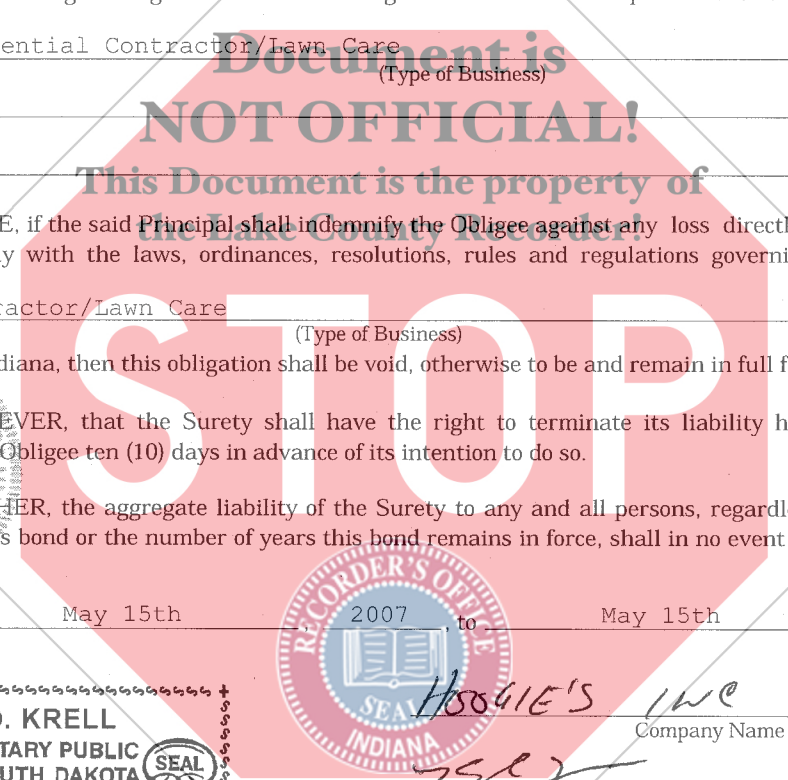 ential Contractor/Lawn Care
Document is
(Type of Business)
NOT OFFICIAL!
This Document is the property of
the Lake County Recorder!
E, if the said Principal shall indemnify the Obligee against any loss directl
y with the laws, ordinances, resolutions, rules and regulations governi
ractor/Lawn Care
(Type of Business)
STOP
diana, then this obligation shall be void, otherwise to be and remain in full f
EVER, that the Surety shall have the right to terminate its liability h
Obligee ten (10) days in advance of its intention to do so.
HER, the aggregate liability of the Surety to any and all persons, regardl
s bond or the number of years this bond remains in force, shall in no event
May 15th , 2007 , to May 15th
RECORDER'S OFFICE
SEAL
INDIANA
HOOGIE'S INC
Company Name
D. KRELL
TARY PUBLIC
SEAL
UTH DAKOTA